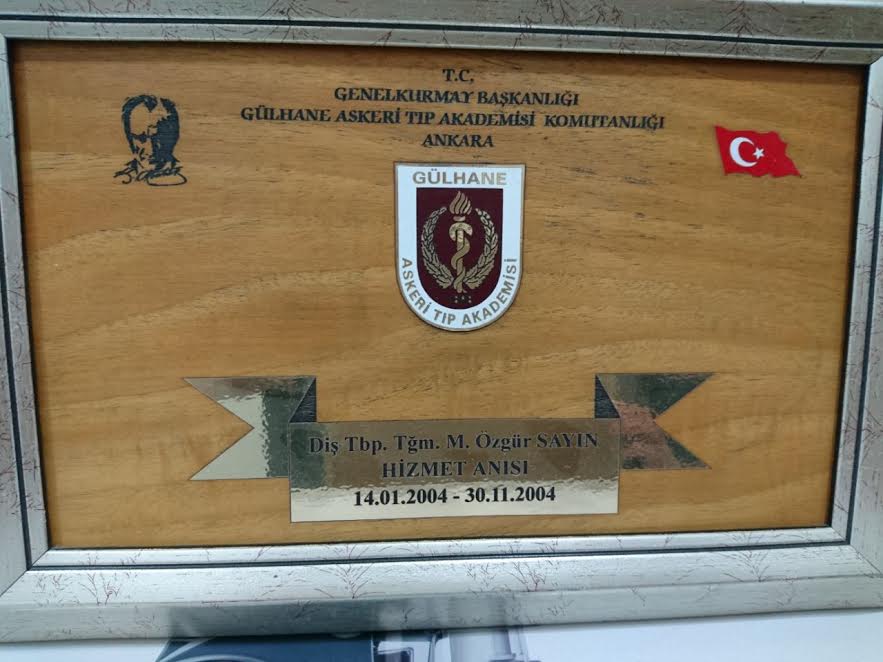 T.C.
GENELKURMAY BAŞKANLIĞI
GÜLHANE ASKERİ TIP AKADEMİSİ KOMUTANLIĞI
ANKARA
GÜLHANE
ASKERİ TIP AKADEMİSİ
Diş Tbp. Tğm. M. Özgür SAYIN
HİZMET ANISI
14.01.2004 - 30.11.2004